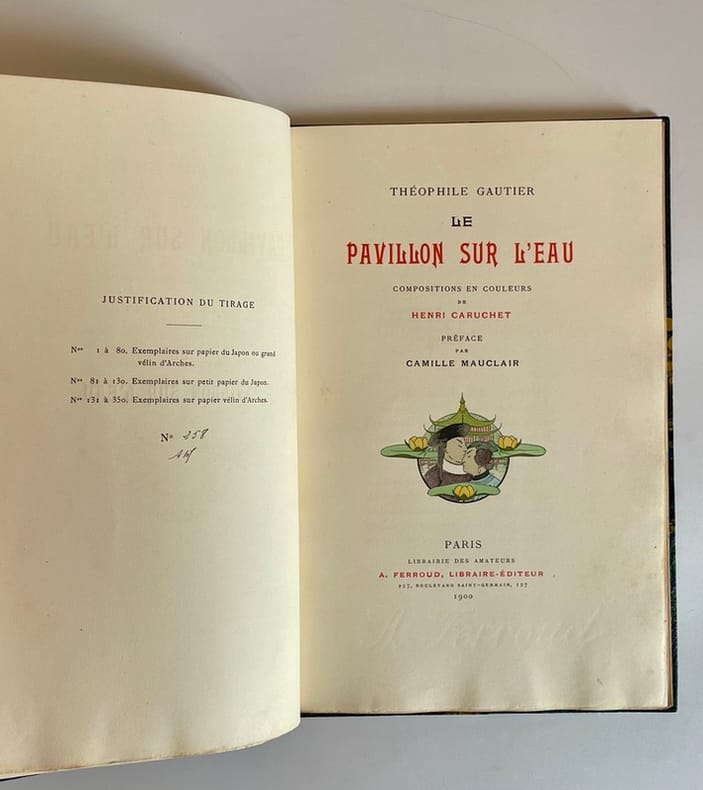 JUSTIFICATION DU TIRAGE
Nos 1 à 80. Exemplaires sur papier du Japon ou grand
vélin d'Arches.
Nos 81 à 130. Exemplaires sur petit papier du Japon.
Nos 131 à 350. Exemplaires sur papier vélin d'Arches.
No 258
THÉOPHILE GAUTIER
LE
PAVILLON SUR L'EAU
COMPOSITIONS EN COULEURS
DE
HENRI CARUCHET
PRÉFACE
PAR
CAMILLE MAUCLAIR
PARIS
LIBRAIRIE DES AMATEURS
A. FERROUD, LIBRAIRE-ÉDITEUR
127, BOULEVARD SAINT-GERMAIN, 127
1900
A Ferroud